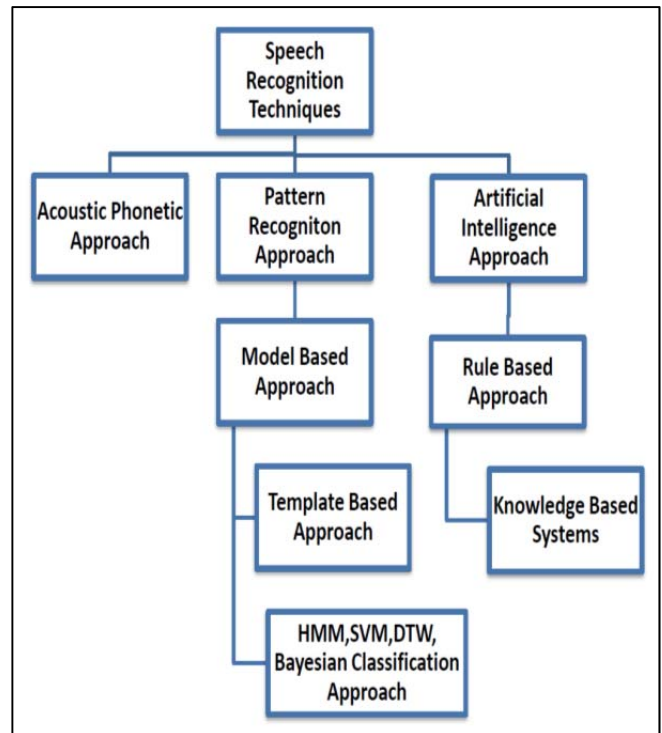 Speech
Recognition
Techniques
Acoustic Phonetic
Approach
Pattern
Recogniton
Approach
Artificial
Intelligence
Approach
Model Based
Approach
Rule Based
Approach
Template Based
Approach
Knowledge Based
Systems
HMM,SVM,DTW,
Bayesian Classification
Approach